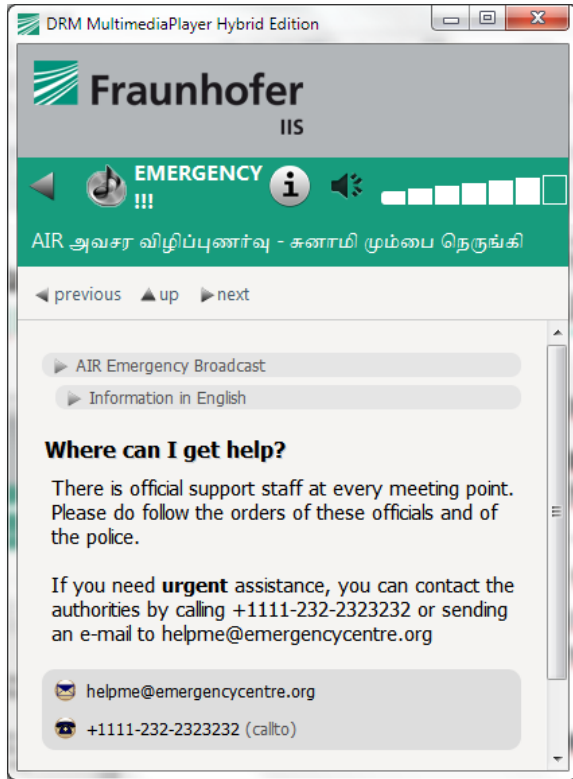 DRM MultimediaPlayer Hybrid Edition
Fraunhofer
IIS
EMERGENCY
!!!
AIR அவசர விழிப்புணர்வு - சுனாமி மும்பை நெருங்கி
previous up next
AIR Emergency Broadcast
Information in English
Where can I get help?
There is official support staff at every meeting point.
Please do follow the orders of these officials and of
the police.
If you need urgent assistance, you can contact the
authorities by calling +1111-232-2323232 or sending
an e-mail to helpme@emergencycentre.org
helpme@emergencycentre.org
+1111-232-2323232 (callto)